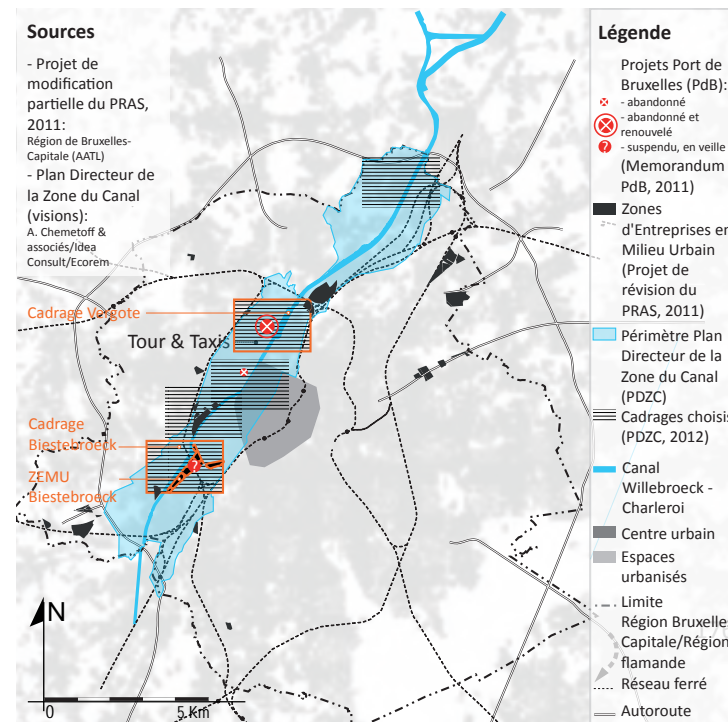 Sources
- Projet de
modification
partielle du PRAS,
2011:
Région de Bruxelles-
Capitale (AATL)
- Plan Directeur de
la Zone du Canal
(visions):
A. Chemetoff &
associés/Idea
Consult/Ecorem
Cadrage Vergote
Tour & Taxis
Cadrage
Biestebroeck
ZEMU
Biestebroeck
N
0
5 Km
Légende
Projets Port de
Bruxelles (PdB):
- abandonné
- abandonné et
renouvelé
? - suspendu, en veille
(Memorandum
PdB, 2011)
Zones
d'Entreprises en
Milieu Urbain
(Projet de
révision du
PRAS, 2011)
Périmètre Plan
Directeur de la
Zone du Canal
(PDZC)
Cadrages choisis
(PDZC, 2012)
Canal
Willebroeck -
Charleroi
Centre urbain
Espaces
urbanisés
Limite
Région Bruxelles
Capitale/Région
flamande
Réseau ferré
Autoroute